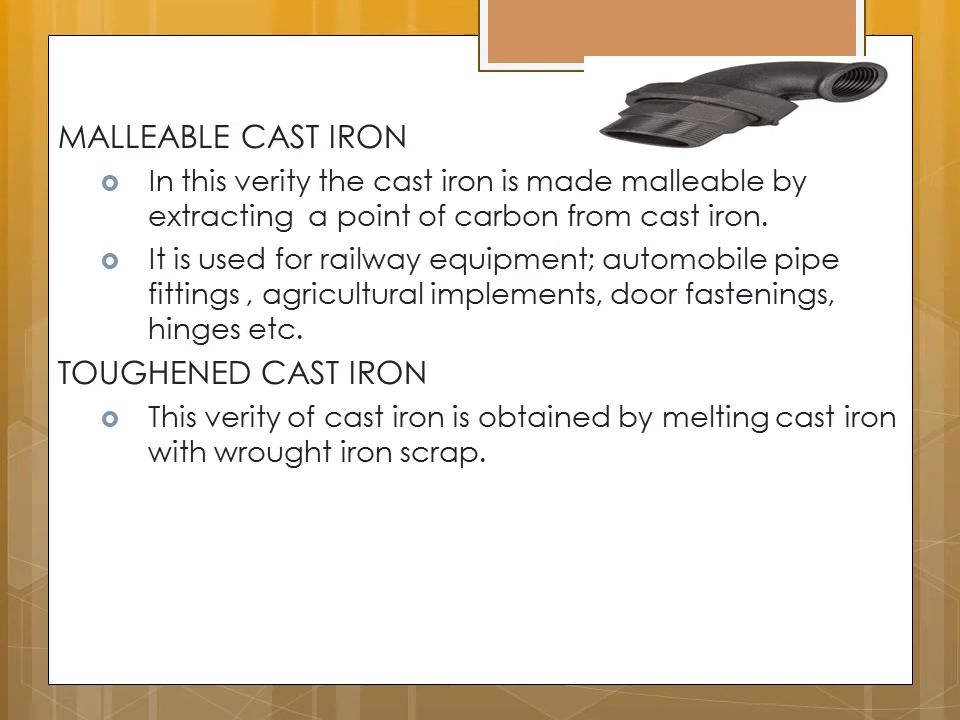 MALLEABLE CAST IRON
In this verity the cast iron is made malleable by
extracting  a point of carbon from cast iron.
It is used for railway equipment; automobile pipe
fittings , agricultural implements, door fastenings,
hinges etc.
TOUGHENED CAST IRON
This verity of cast iron is obtained by melting cast iron
with wrought iron scrap.